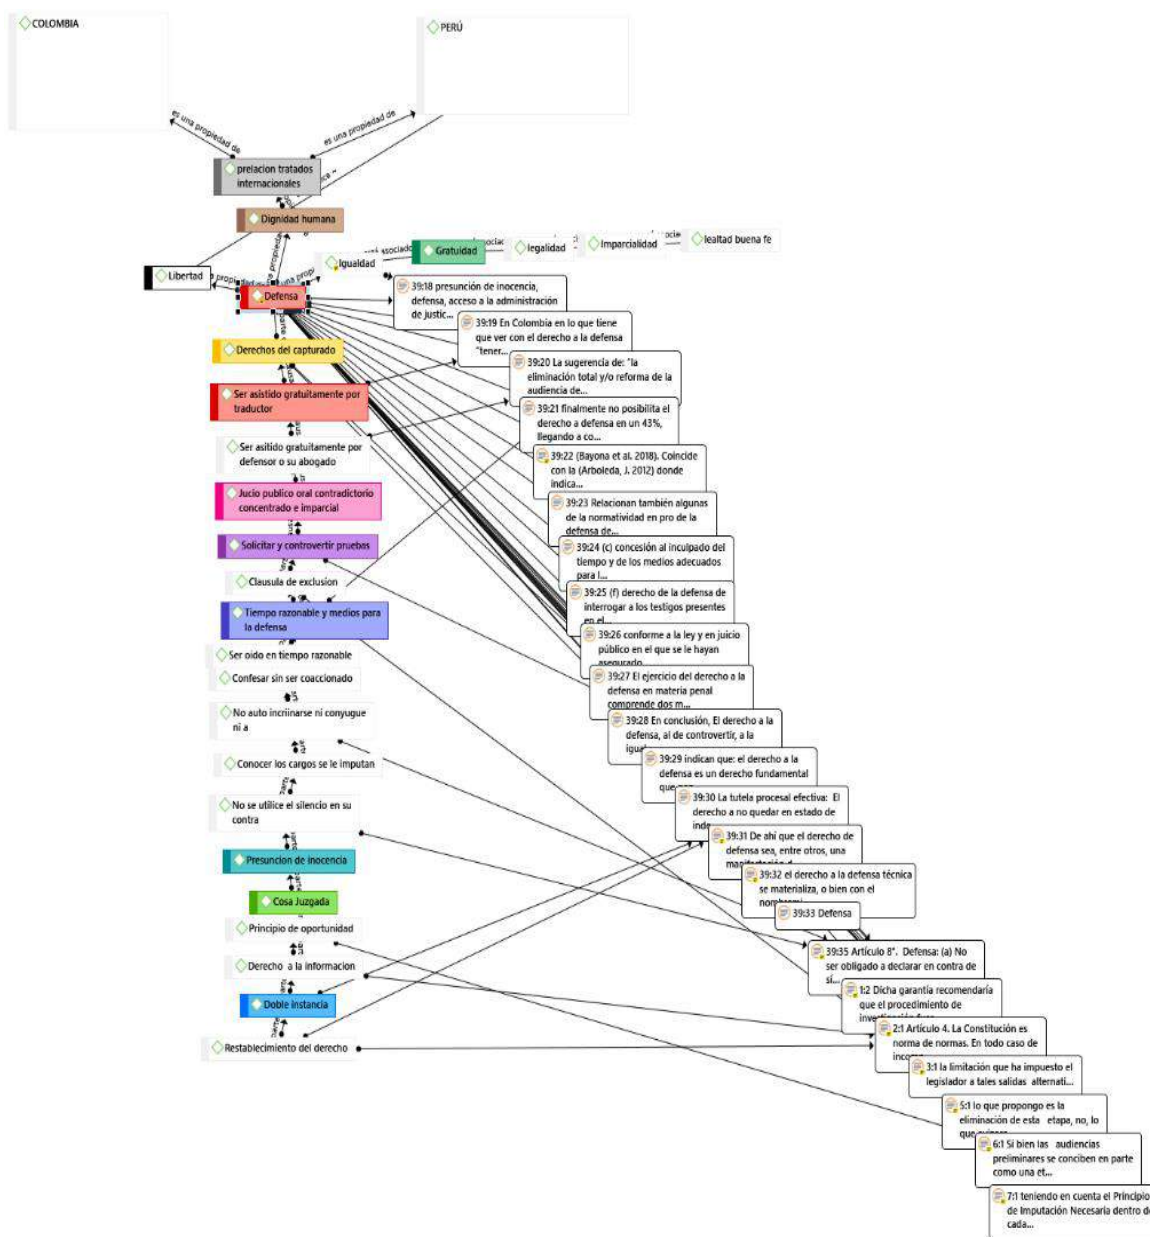 COLOMBIA
PERÚ
es una propiedad de
es una propiedad de
prelacion tratados
internacionales
Dignidad humana
Libertad
Igualdad
Gratuidad
legalidad
Imparcialidad
lealtad buena fe
Defensa
Derechos del capturado
Ser asistido gratuitamente por
traductor
Ser asitido gratuitamente por
defensor o su abogado
Jucio publico oral contradictorio
concentrado e imparcial
Solicitar y controvertir pruebas
Clausula de exclusion
Tiempo razonable y medios para
la defensa
Ser oido en tiempo razonable
Confesar sin ser coaccionado
No auto incriinarse ni conyugue
ni a
Conocer los cargos se le imputan
No se utilice el silencio en su
contra
Presuncion de inocencia
Cosa Juzgada
Principio de oportunidad
Derecho a la informacion
Doble instancia
Restablecimiento del derecho
39:18 presunción de inocencia,
defensa, acceso a la administración
de justic...
39:19 En Colombia en lo que tiene
que ver con el derecho a la defensa
"tener...
39:20 La sugerencia de: "la
eliminación total y/o reforma de la
audiencia de...
39:21 finalmente no posibilita el
derecho a defensa en un 43%,
llegando a co...
39:22 (Bayona et al. 2018). Coincide
con la (Arboleda, J. 2012) donde
indica...
39:23 Relacionan también algunas
de la normatividad en pro de la
defensa de...
39:24 (c) concesión al inculpado del
tiempo y de los medios adecuados
para l...
39:25 (f) derecho de la defensa de
interrogar a los testigos presentes
en el...
39:26 conforme a la ley y en juicio
público en el que se le hayan
asegurado
39:27 El ejercicio del derecho a la
defensa en materia penal
comprende dos m...
39:28 En conclusión, El derecho a la
defensa, al de controvertir, a la
igual
39:29 indican que: el derecho a la
defensa es un derecho fundamental
que
39:30 La tutela procesal efectiva: El
derecho a no quedar en estado de
inde
39:31 De ahí que el derecho de
defensa sea, entre otros, una
39:32 el derecho a la defensa técnica
se materializa, o bien con el
39:33 Defensa
39:35 Artículo 8°. Defensa: (a) No
ser obligado a declarar en contra de
sí...
1:2 Dicha garantía recomendaría
que el procedimiento de
2:1 Artículo 4. La Constitución es
norma de normas. En todo caso de
3:1 la limitación que ha impuesto el
legislador a tales salidas alternati...
5:1 lo que propongo es la
eliminación de esta etapa, no, lo
que
6:1 Si bien las audiencias
preliminares se conciben en parte
como una et...
7:1 teniendo en cuenta el Principio
de Imputación Necesaria dentro de
cada...